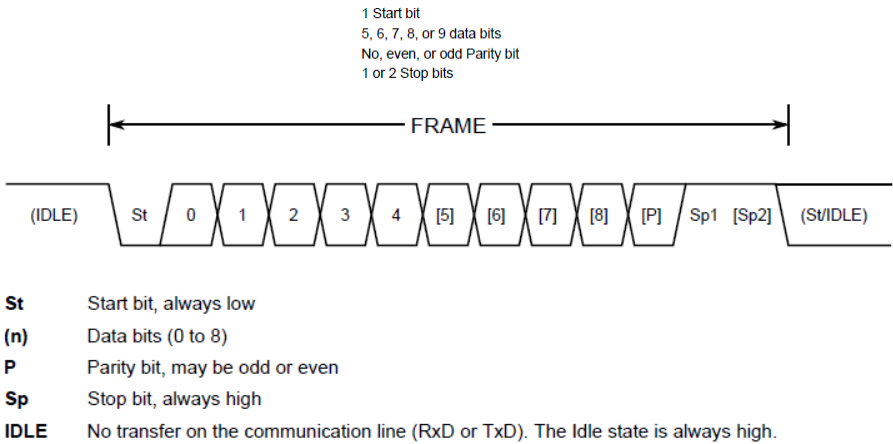 1 Start bit
5, 6, 7, 8, or 9 data bits
No, even, or odd Parity bit
1 or 2 Stop bits
FRAME
(IDLE) St 0 1 2 3 4 [5] [6] [7] [8] [P] Sp1 [Sp2] (St/IDLE)
St Start bit, always low
(n) Data bits (0 to 8)
P Parity bit, may be odd or even
Sp Stop bit, always high
IDLE No transfer on the communication line (RxD or TxD). The Idle state is always high.